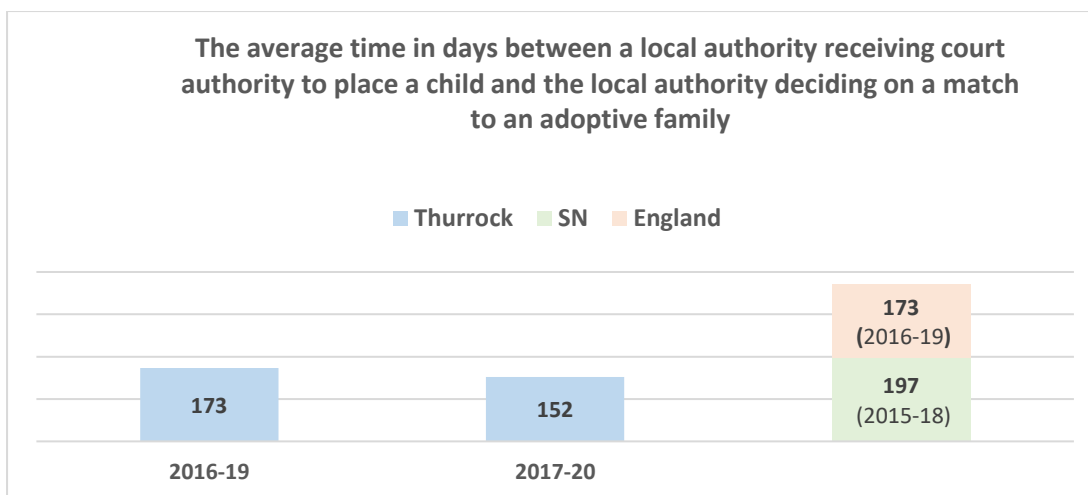 The average time in days between a local authority receiving court
authority to place a child and the local authority deciding on a match
to an adoptive family
Thurrock SN England
173
(2016-19)
173
152
197
(2015-18)
2016-19
2017-20